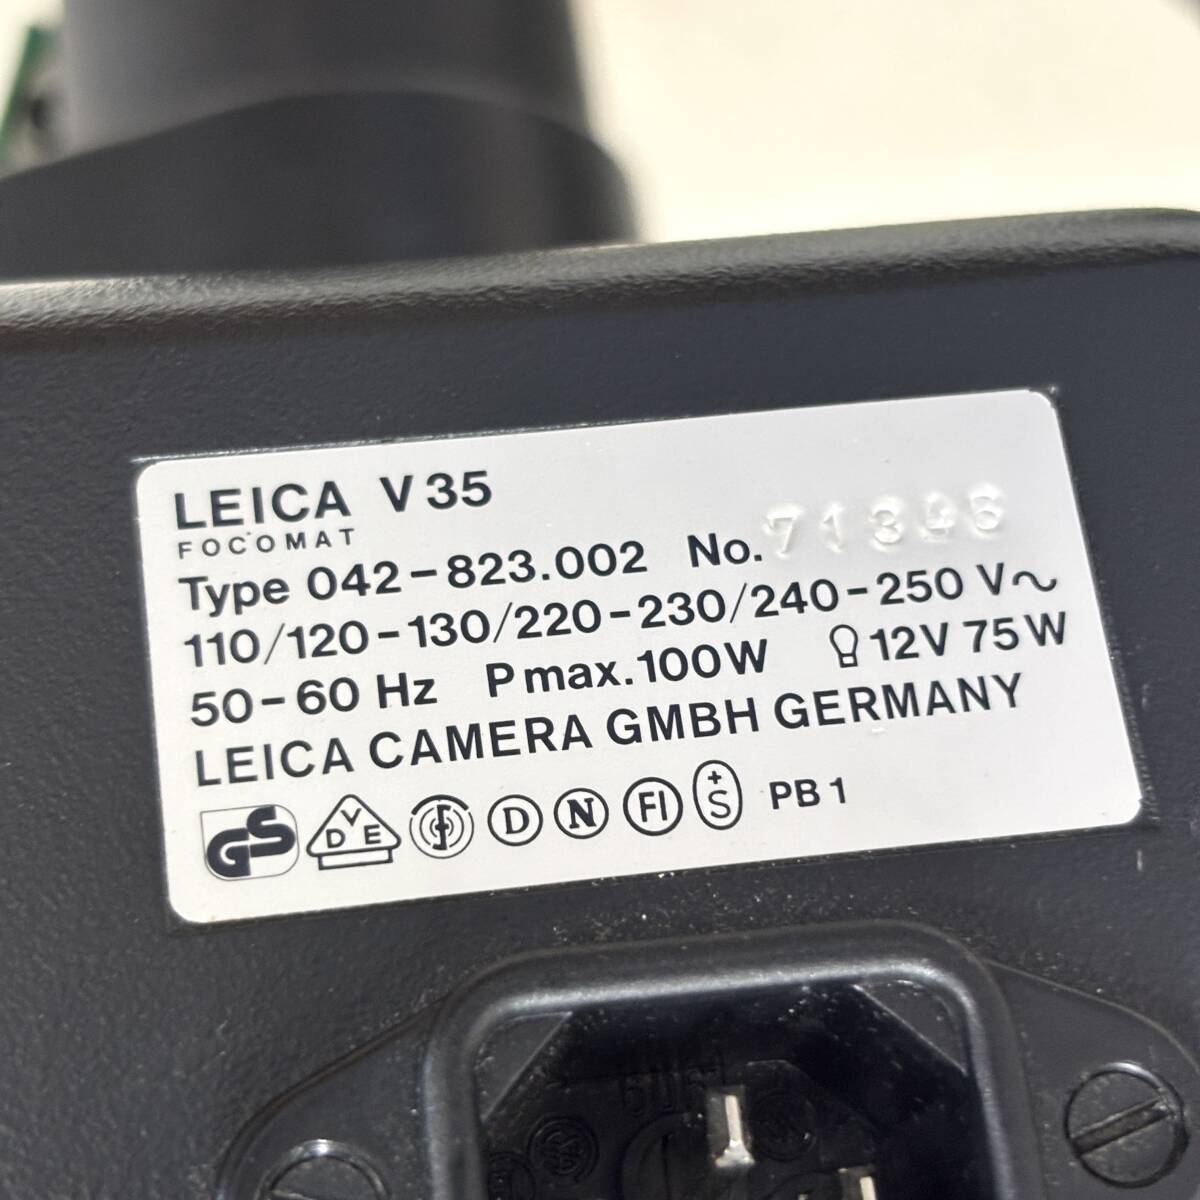 LEICA V35
FOCOMAT
Type 042-823.002 No.
110/120-130/220-230/240-250 V~
50-60 Hz P max. 100W 12V 75W
LEICA CAMERA GMBH GERMANY
GS VDE D N FI +S PB 1